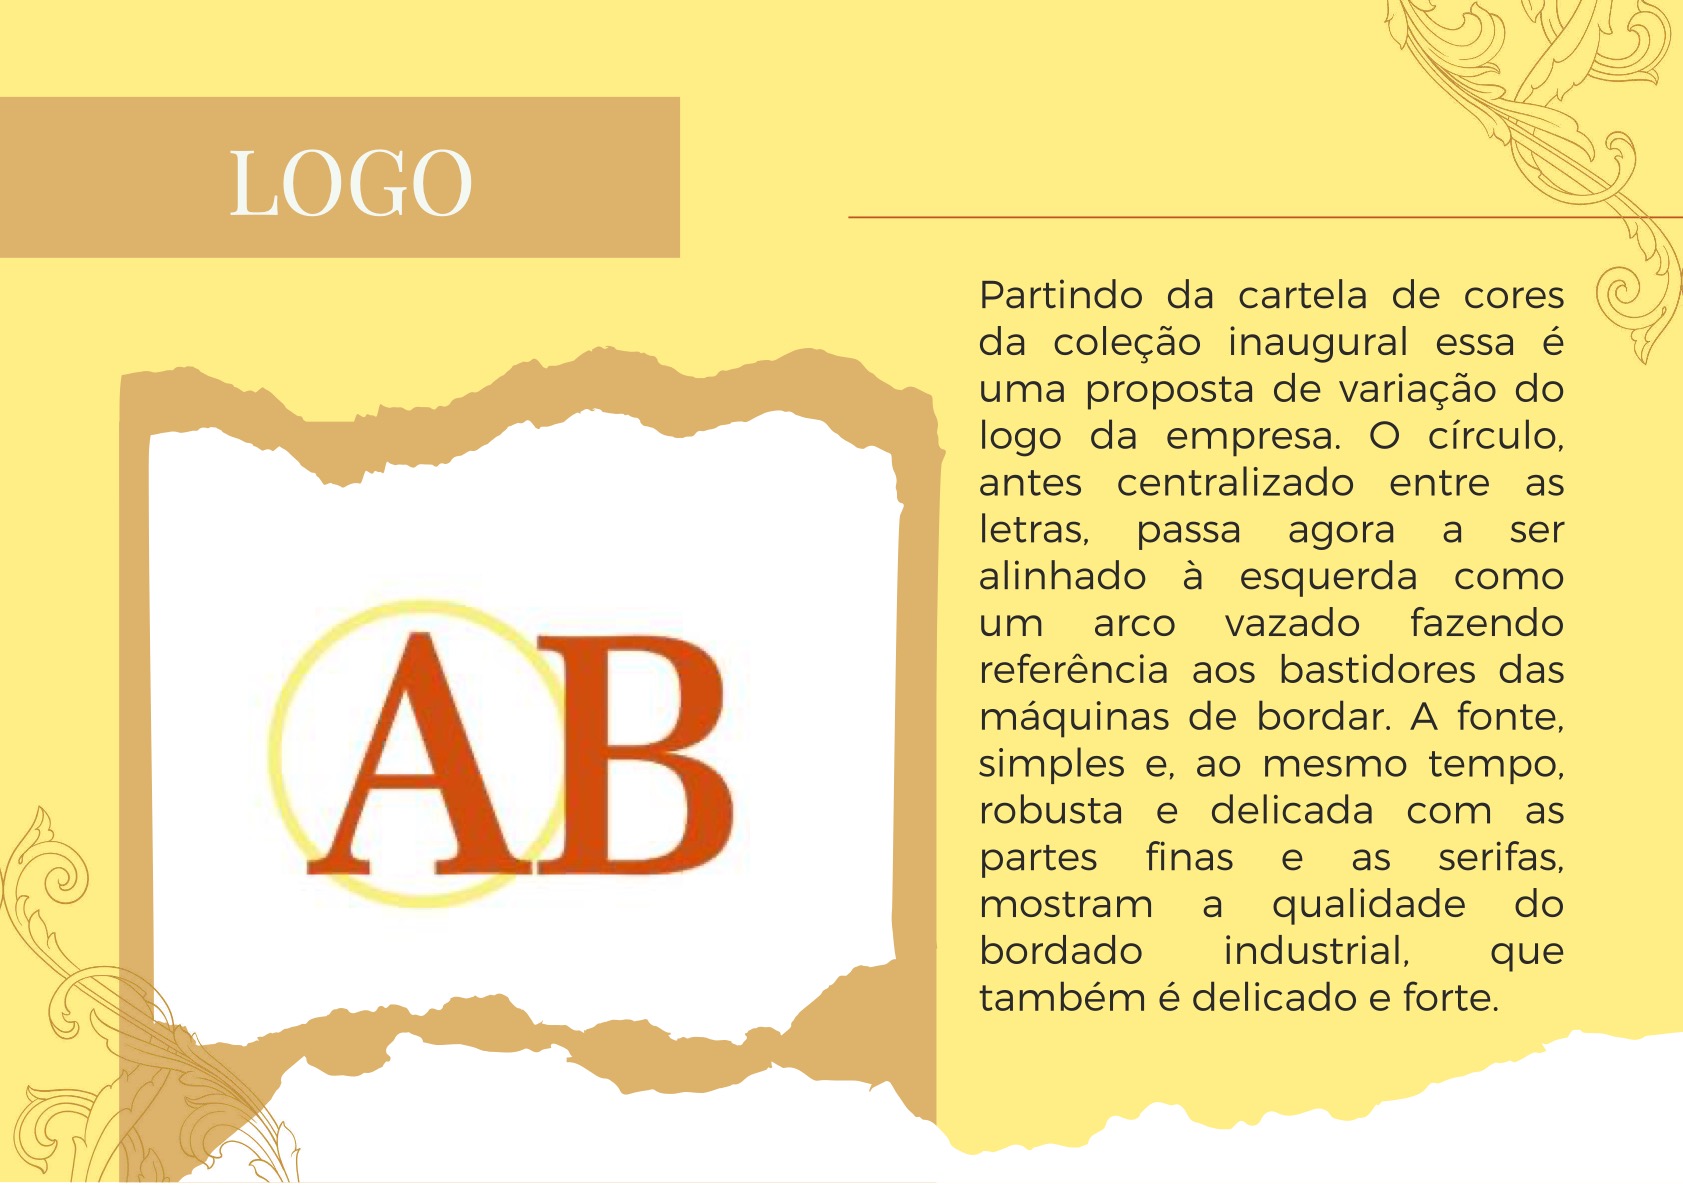 LOGO
Partindo da cartela de cores
da coleção inaugural essa é
uma proposta de variação do
logo da empresa. O círculo,
antes centralizado entre as
letras, passa agora a ser
alinhado à esquerda como
um arco vazado fazendo
referência aos bastidores das
máquinas de bordar. A fonte,
simples e, ao mesmo tempo,
robusta e delicada com as
partes finas e as serifas,
mostram a qualidade do
bordado industrial, que
também é delicado e forte.
AB